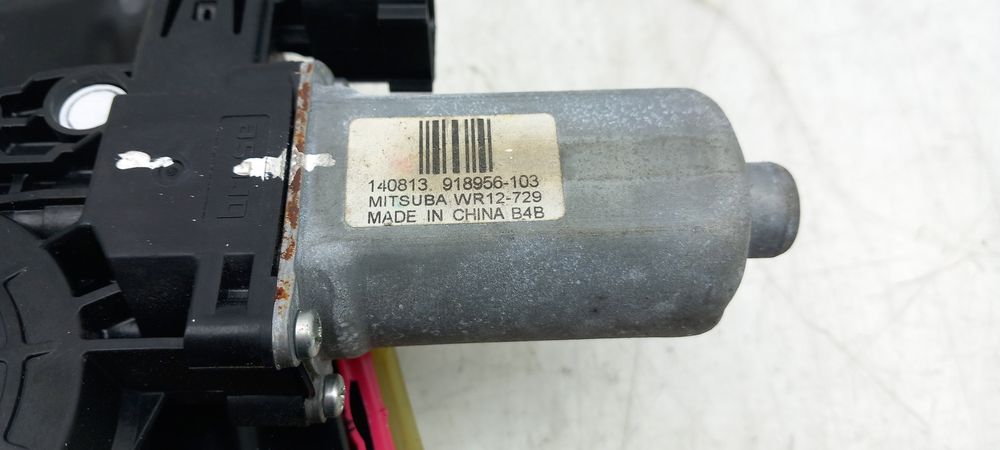 140813. 918956-103
MITSUBA WR12-729
MADE IN CHINA B4B